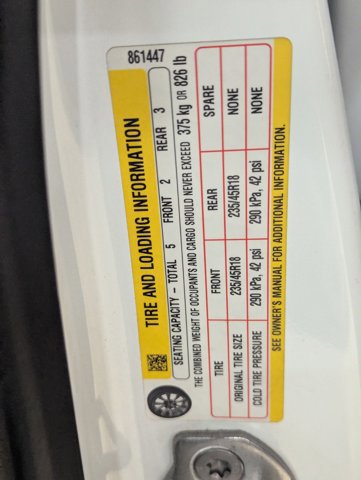 861447
TIRE AND LOADING INFORMATION
SEATING CAPACITY - TOTAL 5 FRONT 2 REAR 3
THE COMBINED WEIGHT OF OCCUPANTS AND CARGO SHOULD NEVER EXCEED 375 kg OR 826 lb
TIRE FRONT REAR SPARE
ORIGINAL TIRE SIZE 235/45R18 235/45R18 NONE
COLD TIRE PRESSURE 290 kPa, 42 psi 290 kPa, 42 psi NONE
SEE OWNER'S MANUAL FOR ADDITIONAL INFORMATION.